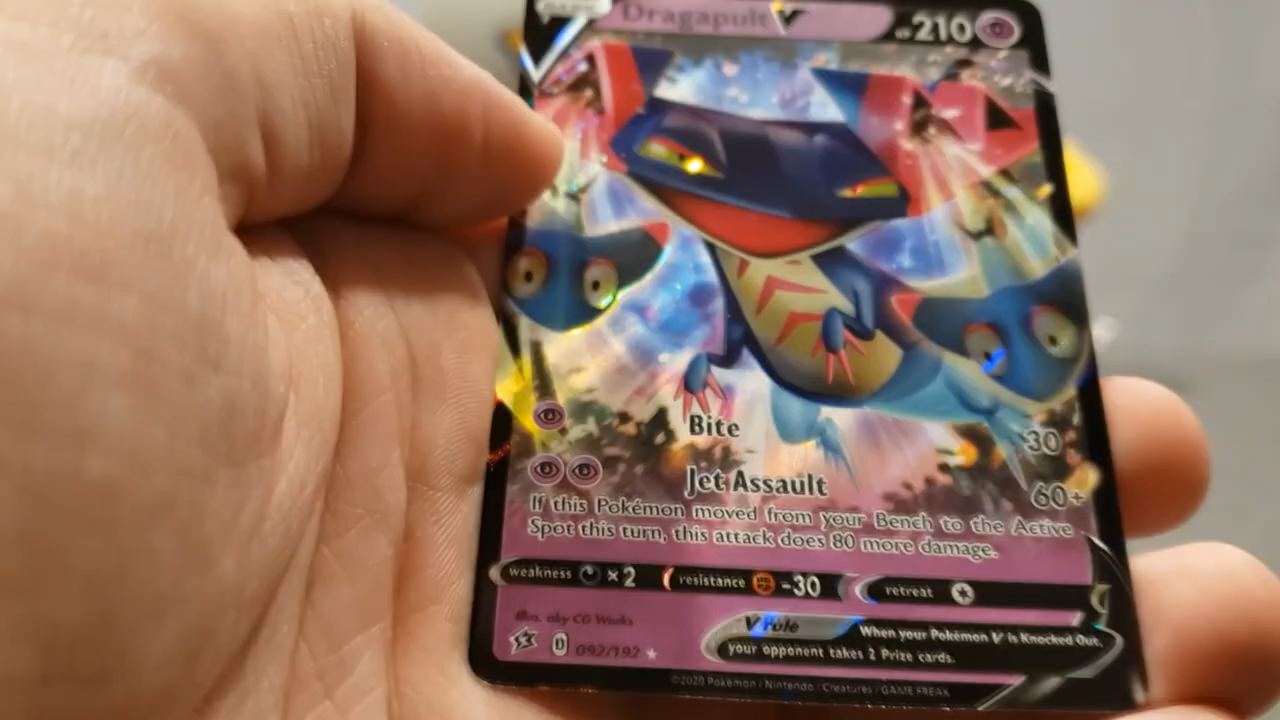 Dragapult V
HP 210
Bite
30
Jet Assault
60+
If this Pokémon moved from your Bench to the Active
Spot this turn, this attack does 80 more damage.
weakness ×2 resistance -30 retreat
Illus. aky CG Works
V rule
When your Pokémon V is Knocked Out,
your opponent takes 2 Prize cards.
D 092/192
©2020 Pokémon / Nintendo / Creatures / GAME FREAK